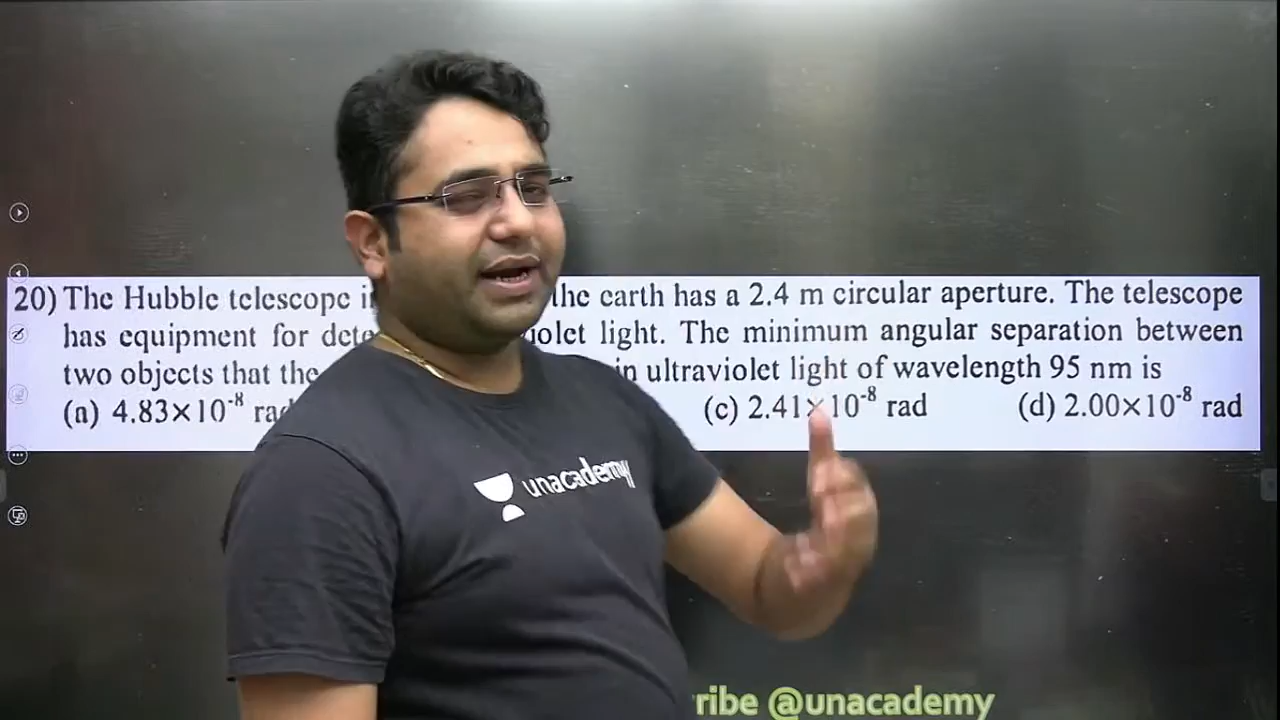 20) The Hubble telescope i the earth has a 2.4 m circular aperture. The telescope
has equipment for dete iolet light. The minimum angular separation between
two objects that the in ultraviolet light of wavelength 95 nm is
(a) 4.83×10⁻⁸ rad (c) 2.41×10⁻⁸ rad (d) 2.00×10⁻⁸ rad
unacademy
ribe @unacademy